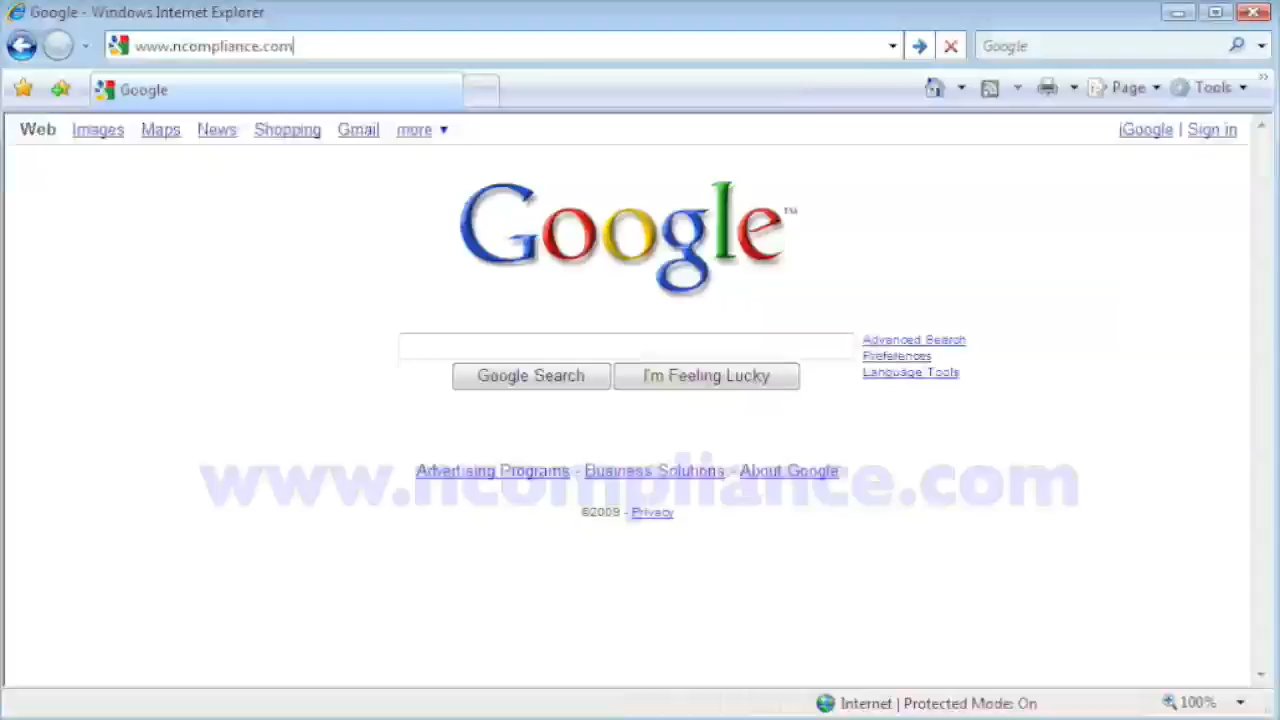 Google - Windows Internet Explorer
www.ncompliance.com
Google
Google
Page
Tools
Web Images Maps News Shopping Gmail more
iGoogle | Sign in
Google™
Advanced Search
Preferences
Language Tools
Google Search
I'm Feeling Lucky
Advertising Programs - Business Solutions - About Google
www.ncompliance.com
©2009 - Privacy
Internet | Protected Mode: On
100%